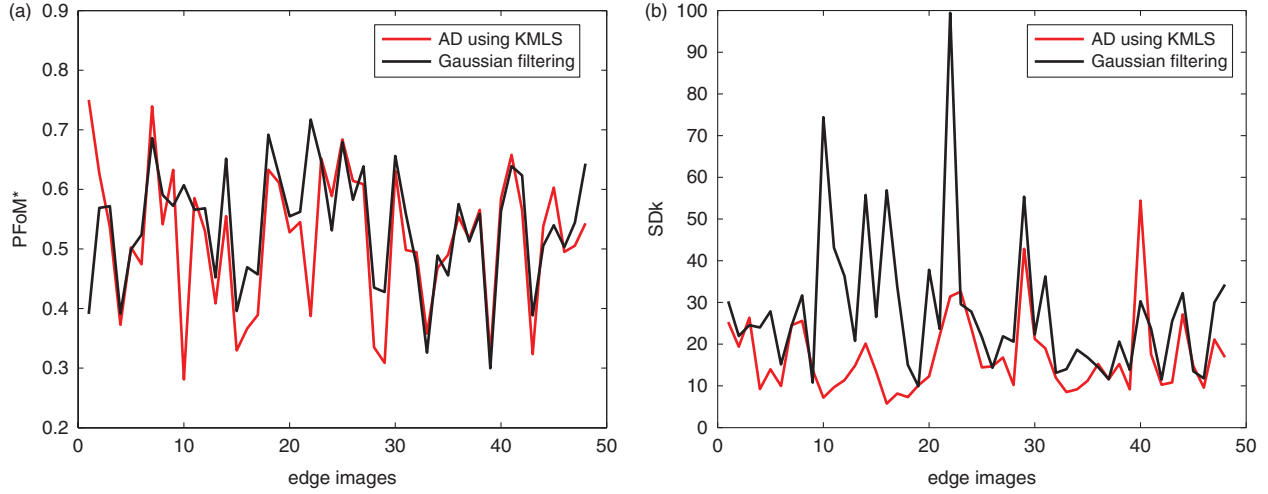 (a)
0.9
0.8
0.7
0.6
0.5
0.4
0.3
0.2
PFoM*
0 10 20 30 40 50
edge images
AD using KMLS
Gaussian filtering
(b)
100
90
80
70
60
50
40
30
20
10
0
SDk
0 10 20 30 40 50
edge images
AD using KMLS
Gaussian filtering